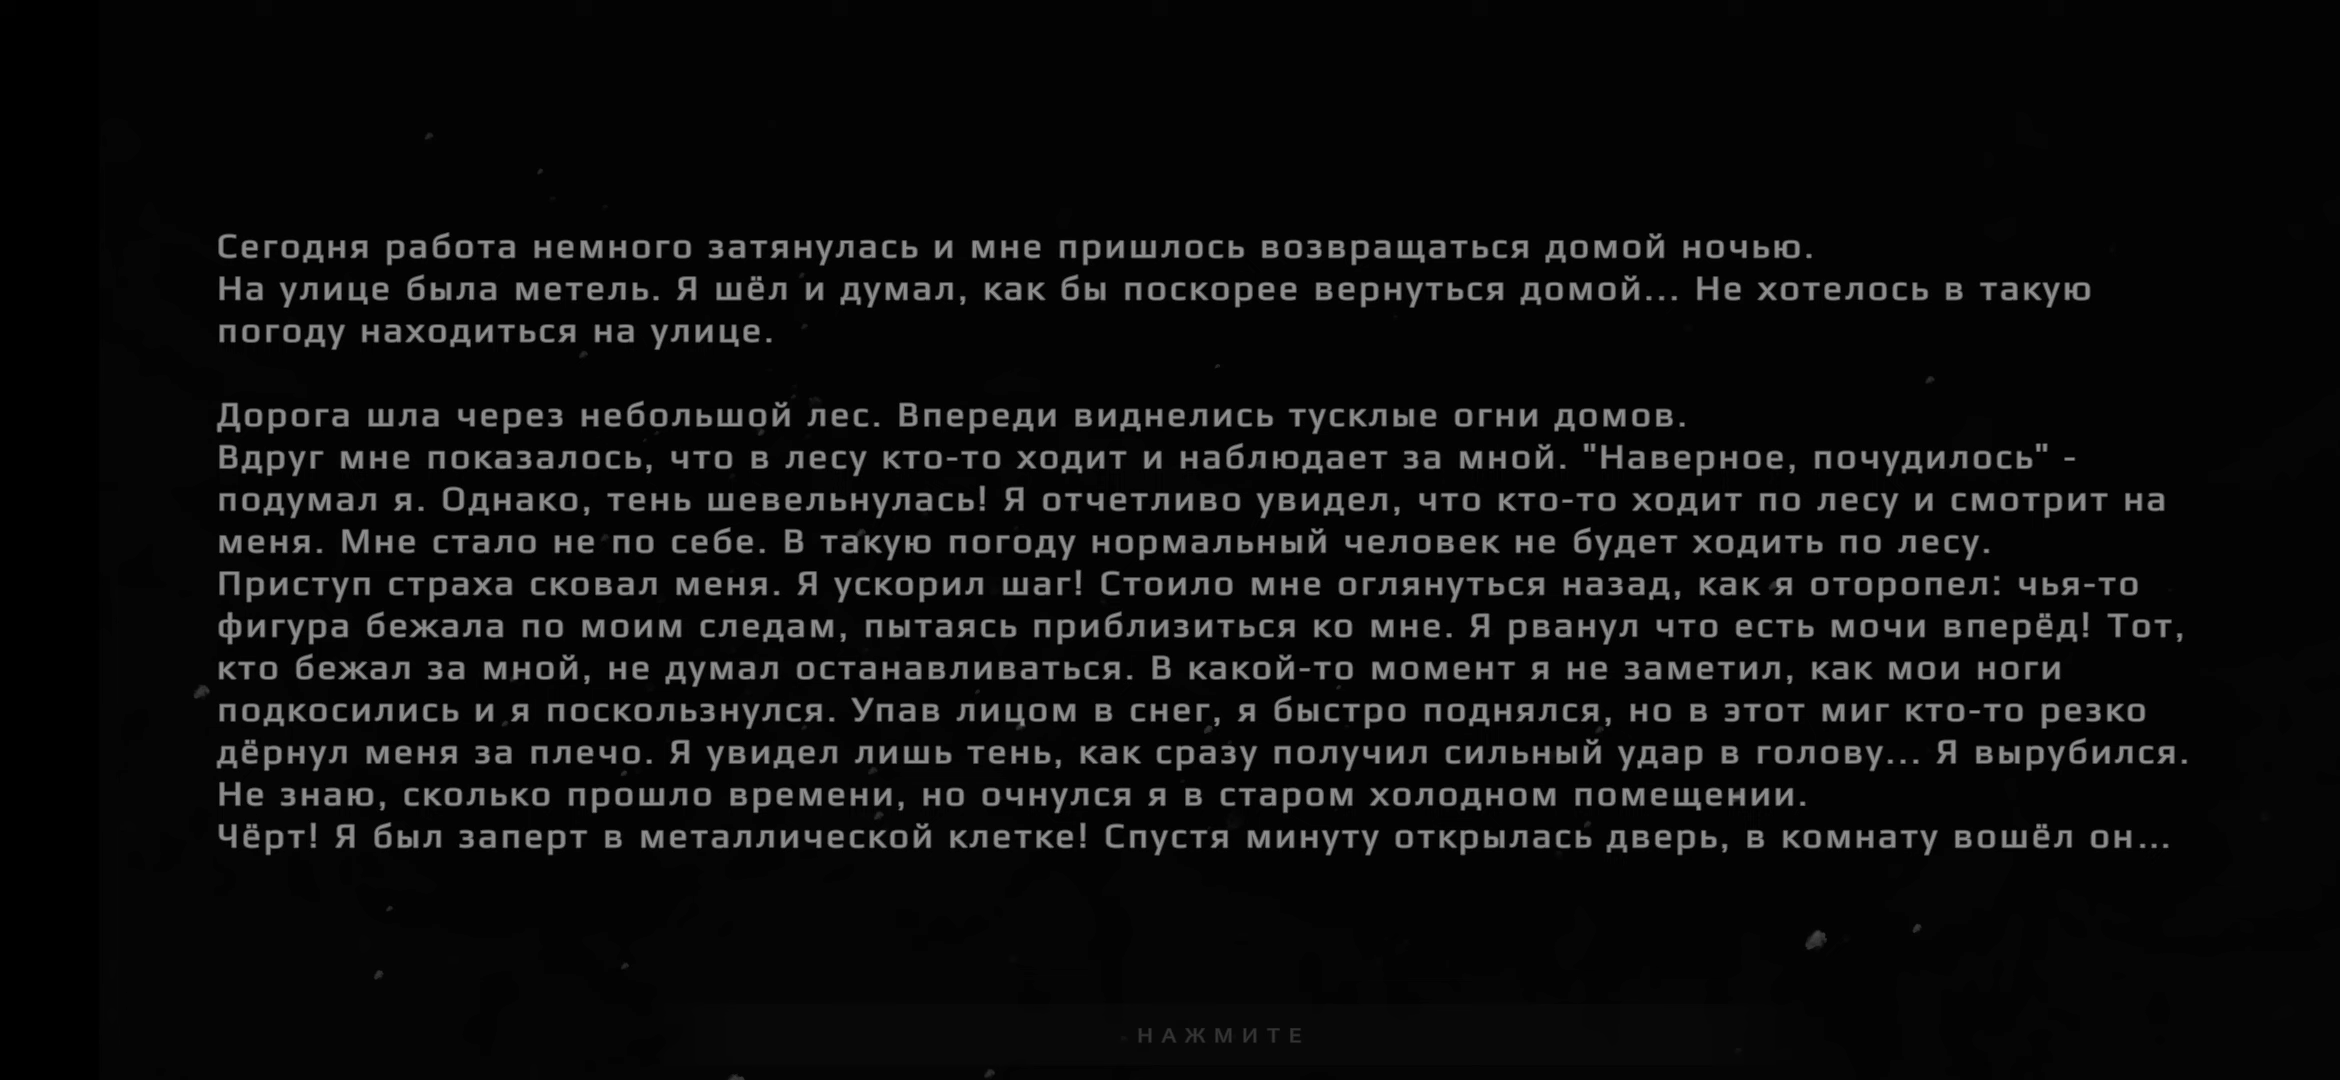 Сегодня работа немного затянулась и мне пришлось возвращаться домой ночью.
На улице была метель. Я шёл и думал, как бы поскорее вернуться домой... Не хотелось в такую
погоду находиться на улице.
Дорога шла через небольшой лес. Впереди виднелись тусклые огни домов.
Вдруг мне показалось, что в лесу кто-то ходит и наблюдает за мной. "Наверное, почудилось" -
подумал я. Однако, тень шевельнулась! Я отчетливо увидел, что кто-то ходит по лесу и смотрит на
меня. Мне стало не по себе. В такую погоду нормальный человек не будет ходить по лесу.
Приступ страха сковал меня. Я ускорил шаг! Стоило мне оглянуться назад, как я оторопел: чья-то
фигура бежала по моим следам, пытаясь приблизиться ко мне. Я рванул что есть мочи вперёд! Тот,
кто бежал за мной, не думал останавливаться. В какой-то момент я не заметил, как мои ноги
подкосились и я поскользнулся. Упав лицом в снег, я быстро поднялся, но в этот миг кто-то резко
дёрнул меня за плечо. Я увидел лишь тень, как сразу получил сильный удар в голову... Я вырубился.
Не знаю, сколько прошло времени, но очнулся я в старом холодном помещении.
Чёрт! Я был заперт в металлической клетке! Спустя минуту открылась дверь, в комнату вошёл он...
НАЖМИТЕ